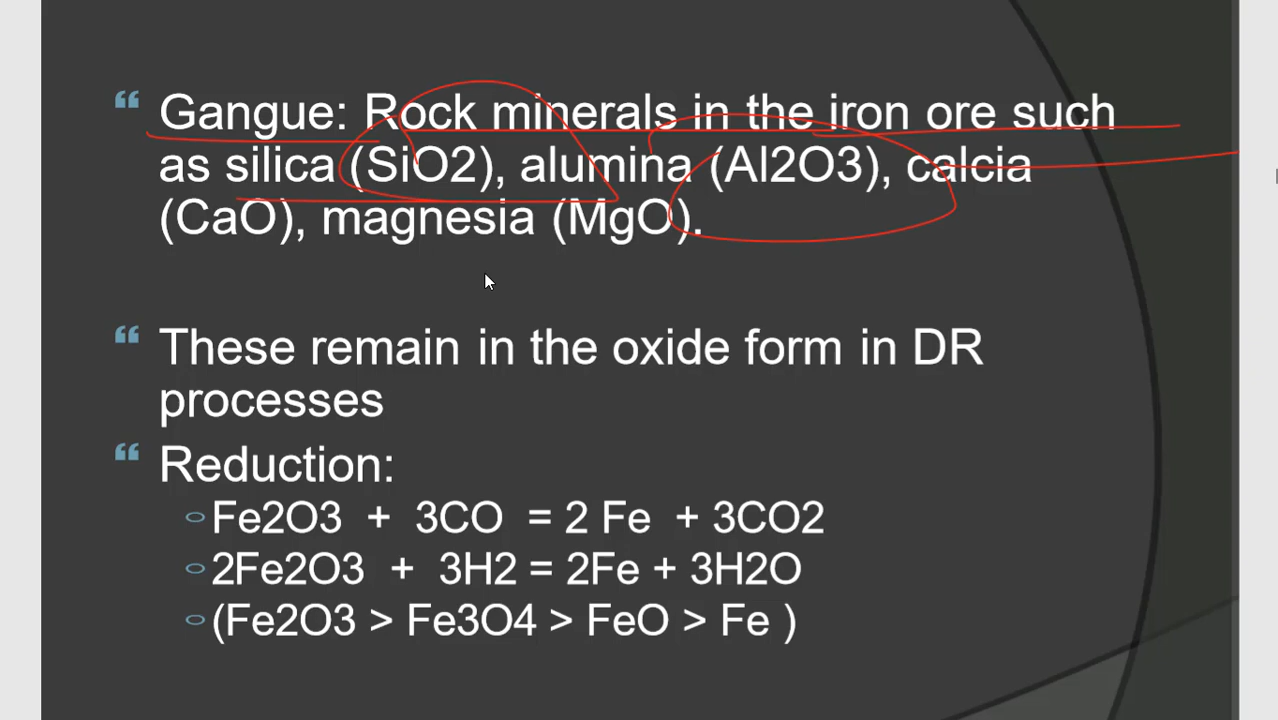 Gangue: Rock minerals in the iron ore such
as silica (SiO2), alumina (Al2O3), calcia
(CaO), magnesia (MgO).
These remain in the oxide form in DR
processes
Reduction:
Fe2O3 + 3CO = 2 Fe + 3CO2
2Fe2O3 + 3H2 = 2Fe + 3H2O
(Fe2O3 > Fe3O4 > FeO > Fe )